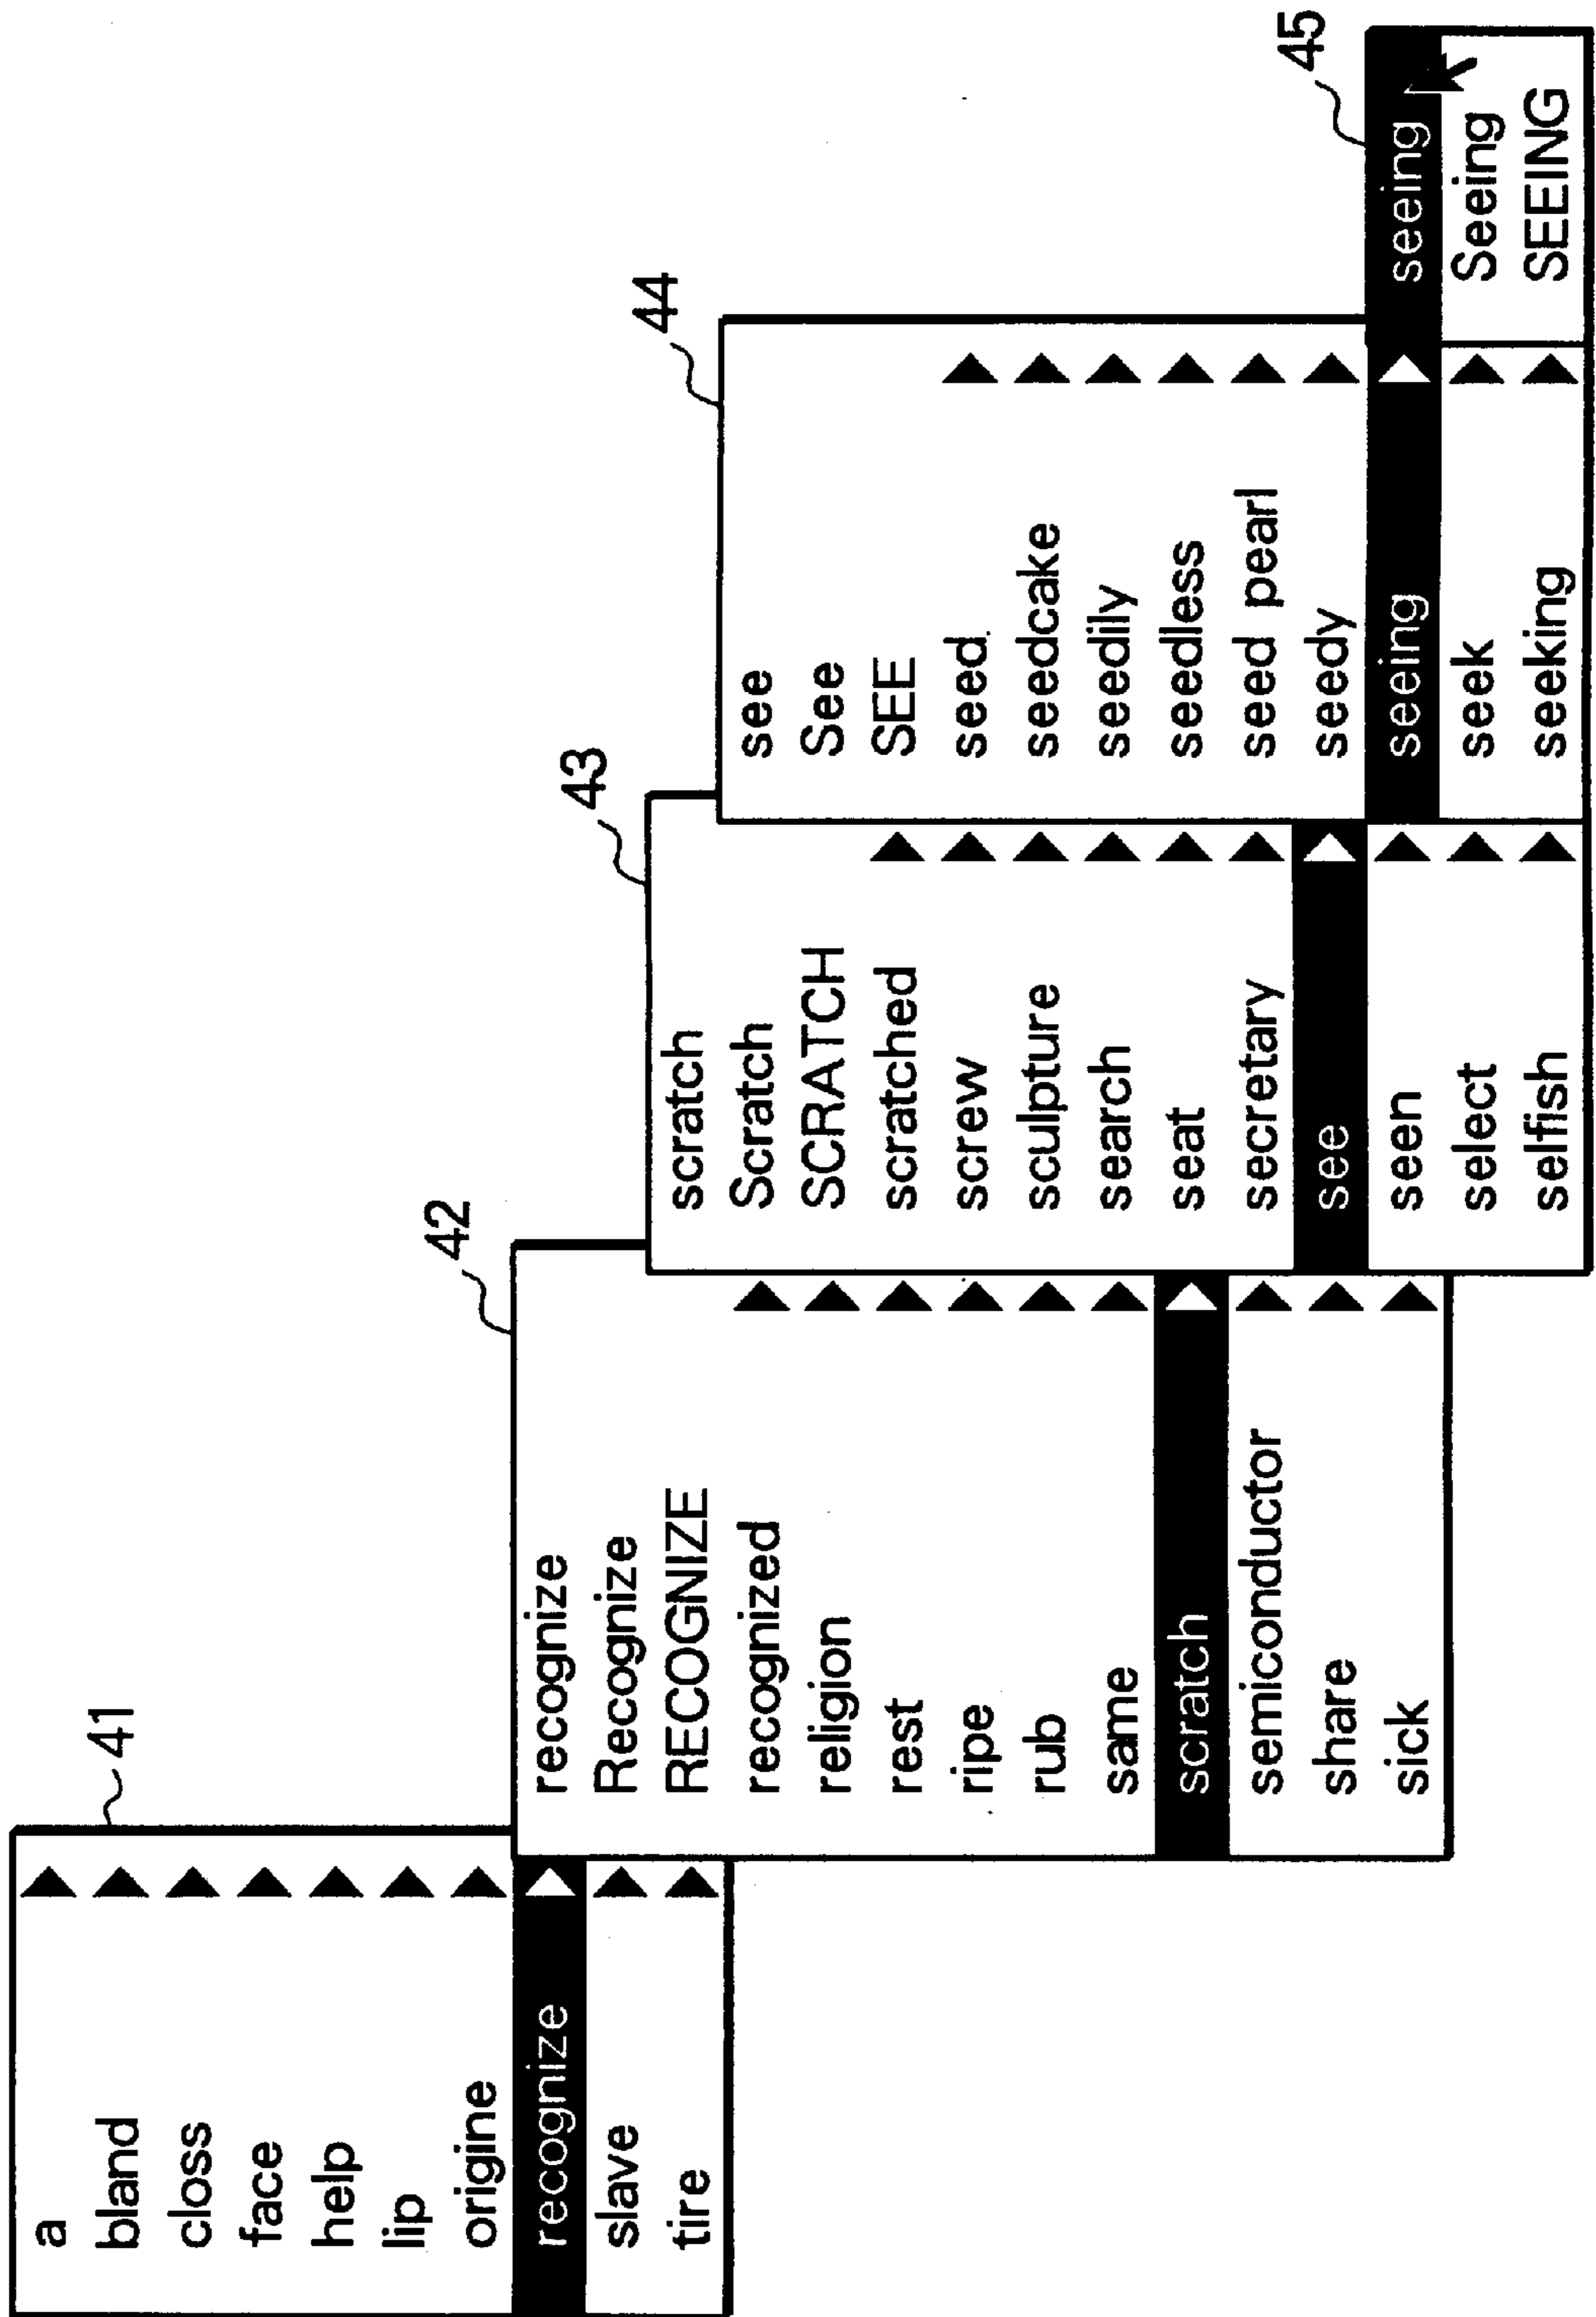 41
a
bland
closs
face
help
lip
origine
recognize
slave
tire
42
recognize
Recognize
RECOGNIZE
recognized
religion
rest
ripe
rub
same
scratch
semiconductor
share
sick
43
scratch
Scratch
SCRATCH
scratched
screw
sculpture
search
seat
secretary
see
seen
select
selfish
44
see
See
SEE
seed
seedcake
seedily
seedless
seed pearl
seedy
seeing
seek
seeking
45
seeing
Seeing
SEEING